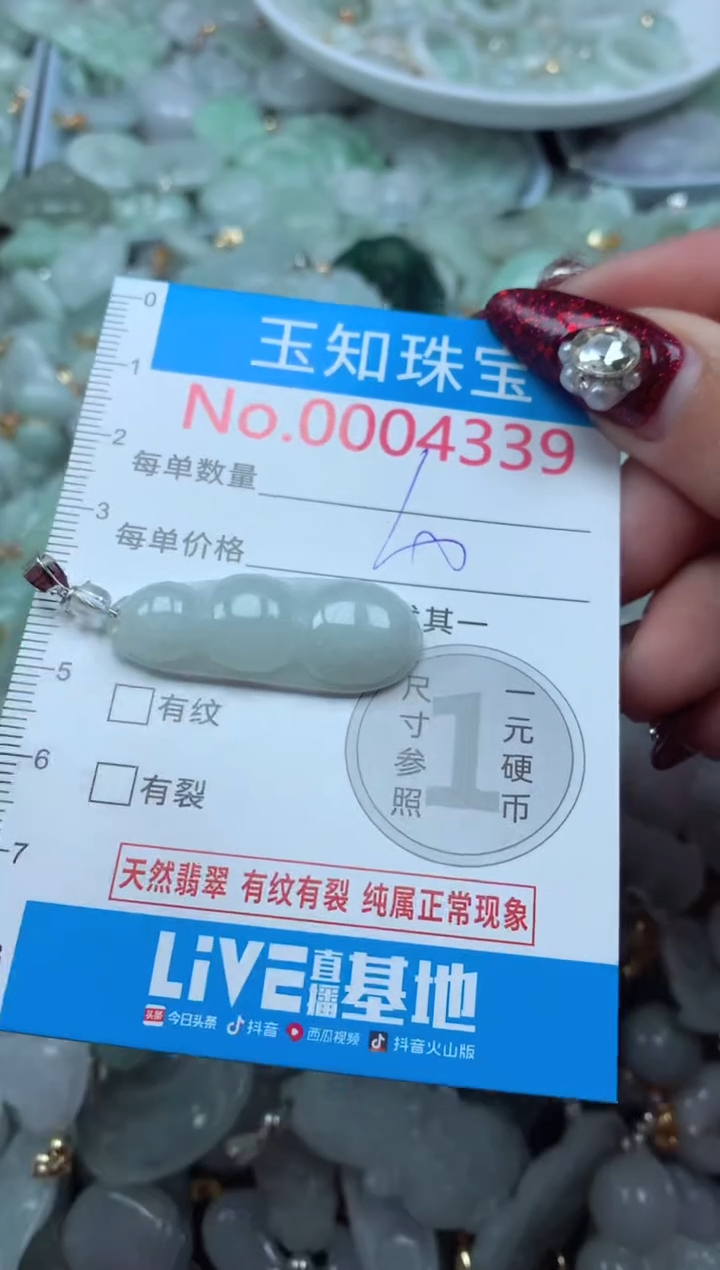 玉知珠宝
No.0004339
每单数量
每单价格
其一
有纹
有裂
尺寸参照
1
一元硬币
天然翡翠 有纹有裂 纯属正常现象
LiVE直播基地
头条 今日头条 抖音 西瓜视频 抖音火山版
0
1
2
3
5
6
7